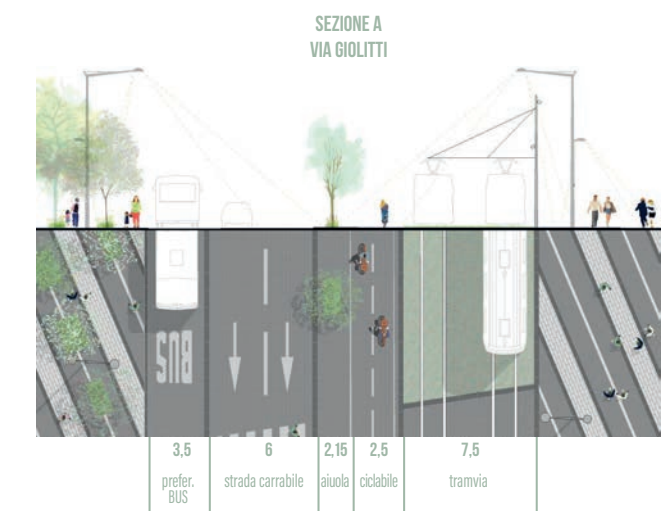 SEZIONE A
VIA GIOLITTI
BUS
3,5 6 2,15 2,5 7,5
prefer. BUS strada carrabile aiuola ciclabile tramvia